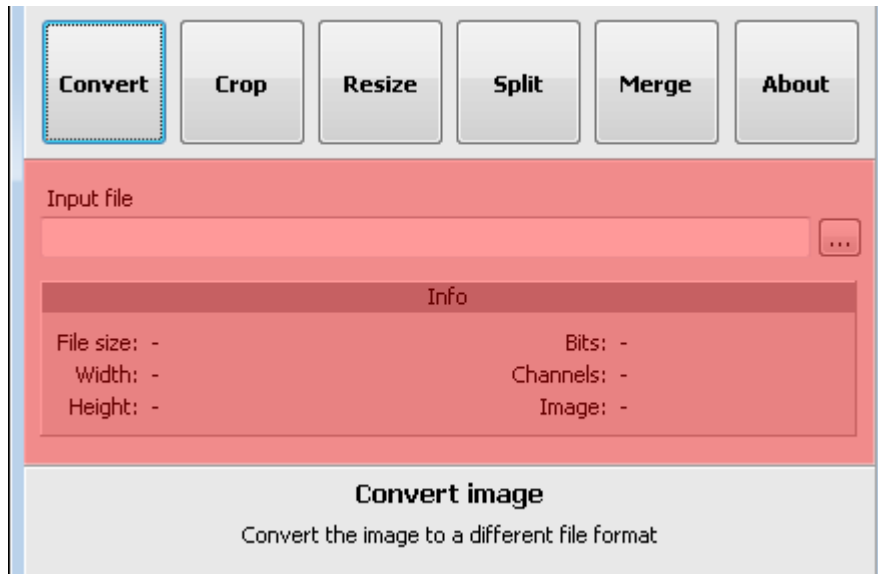 Convert Crop Resize Split Merge About
Input file
...
Info
File size: - Bits: -
Width: - Channels: -
Height: - Image: -
Convert image
Convert the image to a different file format